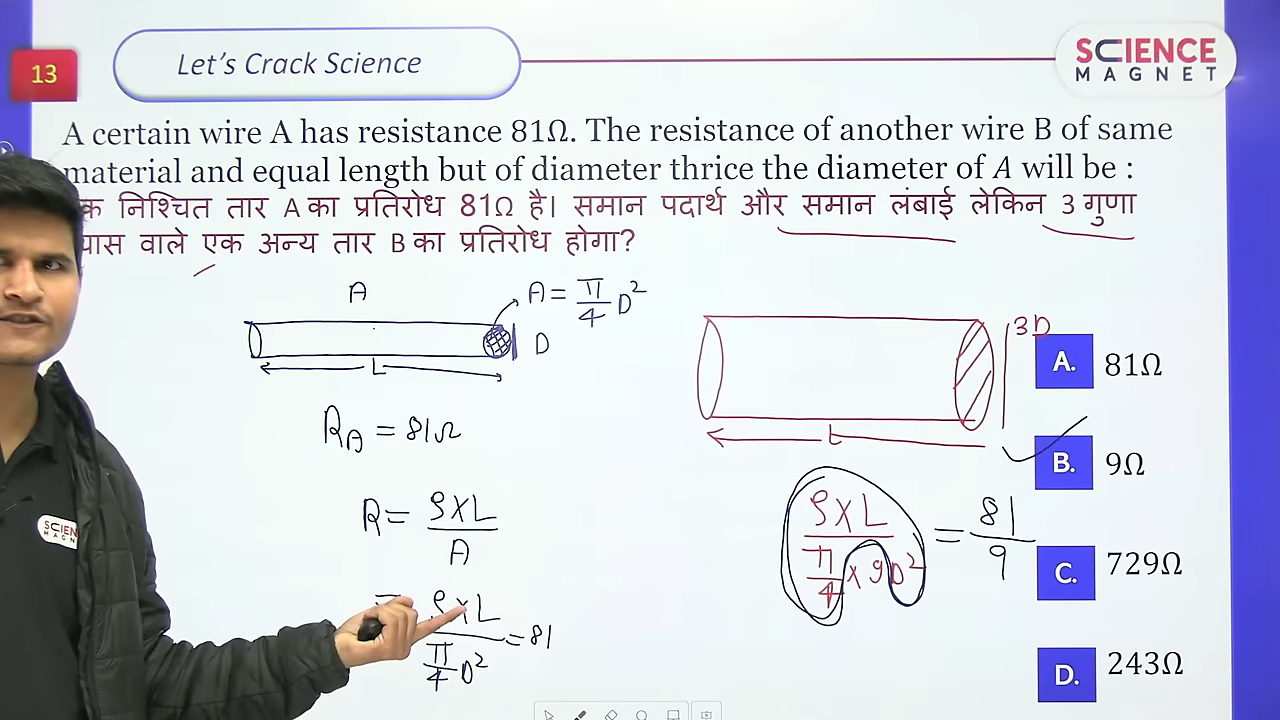 13
Let's Crack Science
SCIENCE
MAGNET
A certain wire A has resistance 81Ω. The resistance of another wire B of same
material and equal length but of diameter thrice the diameter of A will be :
निश्चित तार A का प्रतिरोध 81Ω है। समान पदार्थ और समान लंबाई लेकिन 3 गुणा
वाले एक अन्य तार B का प्रतिरोध होगा?
A
A = π/4 D²
D
L
R_A = 81Ω
R = ρ×L/A
ρ×L / π/4 D² = 81
3D
L
ρ×L / π/4 × 9D² = 81/9
A. 81Ω
B. 9Ω
C. 729Ω
D. 243Ω